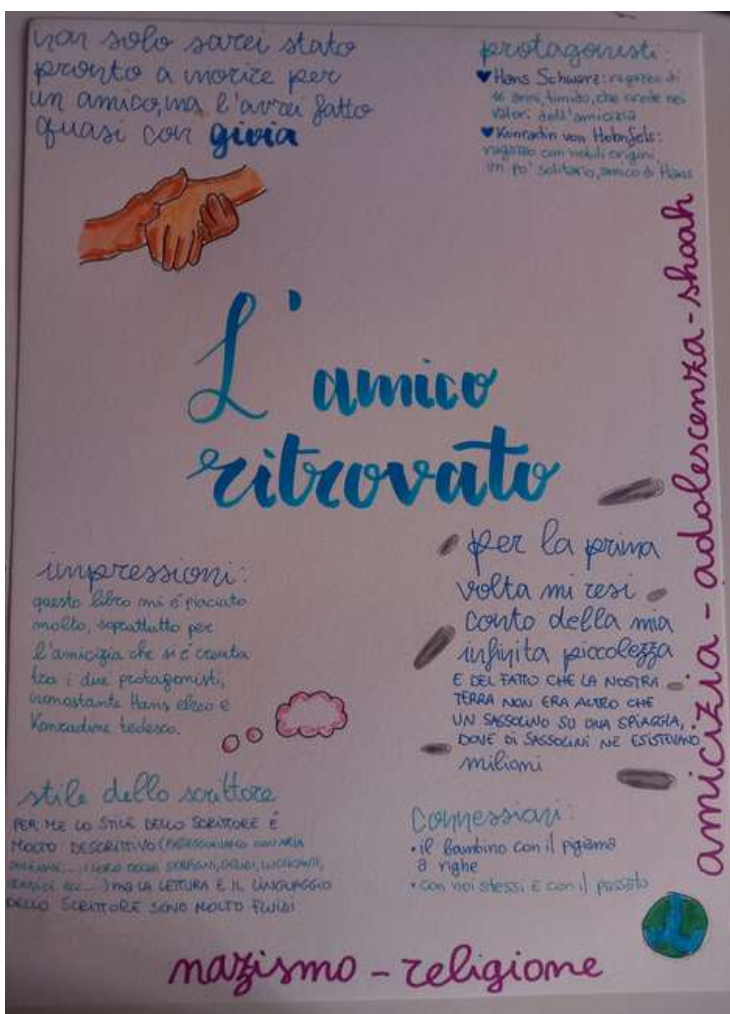 non solo sarei stato
pronto a morire per
un amico, ma l'avrei fatto
quasi con gioia
protagonisti:
Hans Schwarz: ragazzo di
16 anni, timido, che crede nei
valori dell'amicizia
Konradin von Hohnfels:
ragazzo con nobili origini,
un po' solitario, amico di Hans
L'amico
ritrovato
amicizia - adolescenza - shoah
impressioni:
questo libro mi é piaciuto
molto, soprattutto per
l'amicizia che si é creata
tra i due protagonisti,
nonostante Hans ebreo e
Konradine tedesco.
per la prima
volta mi resi
conto della mia
infinita piccolezza
E DEL FATTO CHE LA NOSTRA
TERRA NON ERA ALTRO CHE
UN SASSOLINO SU UNA SPIAGGIA,
DOVE DI SASSOLINI NE ESISTEVANO
milioni
stile dello scrittore
PER ME LO STILE DELLO SCRITTORE É
MOLTO DESCRITTIVO
ECC....) MA LA LETTURA E IL LINGUAGGIO
DELLO SCRITTORE SONO MOLTO FLUIDI
connessioni:
• il bambino con il pigiama
a righe
• con noi stessi e con il passato
nazismo - religione